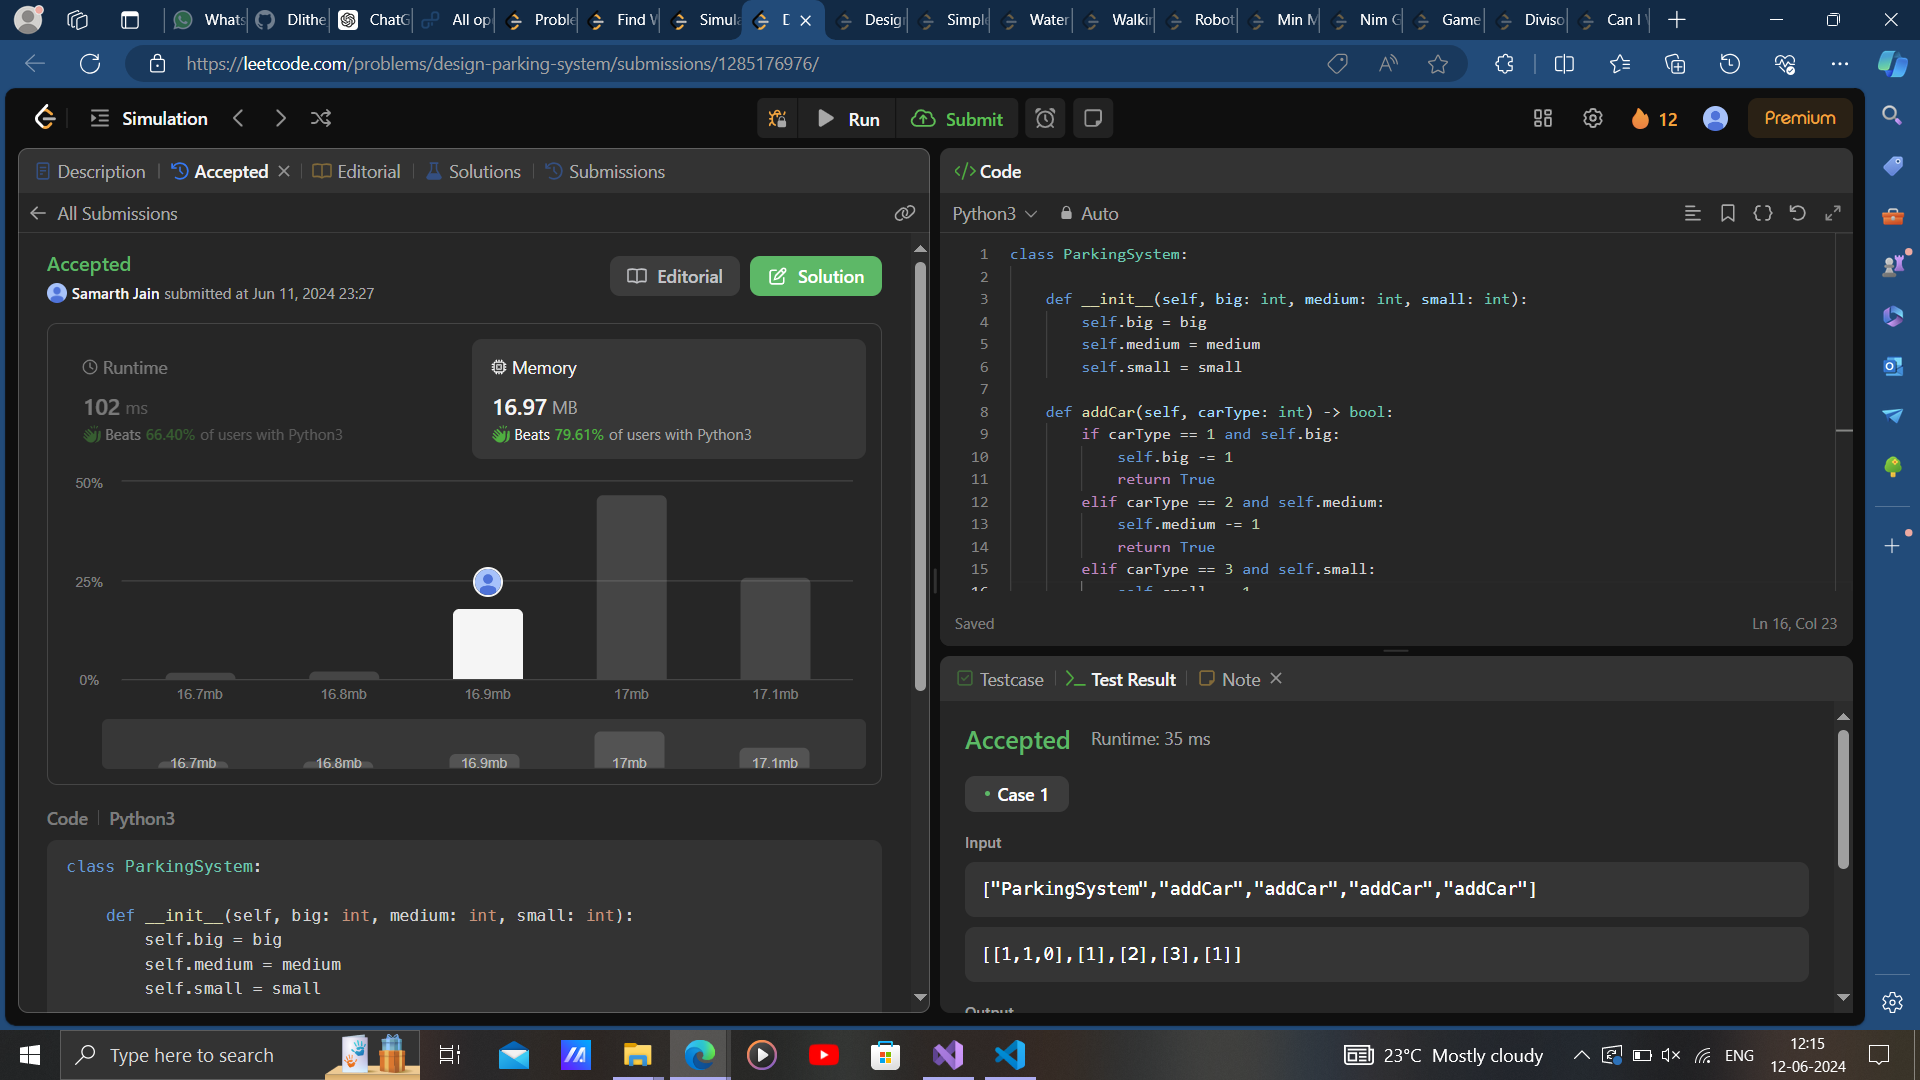 Whats
Dlithe
ChatG
All op
Proble
Find W
Simula
D
Design
Simple
Water
Walkin
Robot
Min M
Nim G
Game
Diviso
Can I
https://leetcode.com/problems/design-parking-system/submissions/1285176976/
Simulation
Run
Submit
12
Premium
Description
Accepted
Editorial
Solutions
Submissions
All Submissions
Accepted
Samarth Jain submitted at Jun 11, 2024 23:27
Editorial
Solution
Runtime
102 ms
Beats 66.40% of users with Python3
Memory
16.97 MB
Beats 79.61% of users with Python3
50%
25%
0%
16.7mb 16.8mb 16.9mb 17mb 17.1mb
16.7mb 16.8mb 16.9mb 17mb 17.1mb
Code | Python3
class ParkingSystem:
def __init__(self, big: int, medium: int, small: int):
self.big = big
self.medium = medium
self.small = small
Code
Python3
Auto
1 class ParkingSystem:
2
3 def __init__(self, big: int, medium: int, small: int):
4 self.big = big
5 self.medium = medium
6 self.small = small
7
8 def addCar(self, carType: int) -> bool:
9 if carType == 1 and self.big:
10 self.big -= 1
11 return True
12 elif carType == 2 and self.medium:
13 self.medium -= 1
14 return True
15 elif carType == 3 and self.small:
16 self.small -= 1
Saved
Ln 16, Col 23
Testcase
Test Result
Note
Accepted Runtime: 35 ms
Case 1
Input
["ParkingSystem","addCar","addCar","addCar","addCar"]
[[1,1,0],[1],[2],[3],[1]]
Output
Type here to search
23°C Mostly cloudy
ENG
12:15
12-06-2024